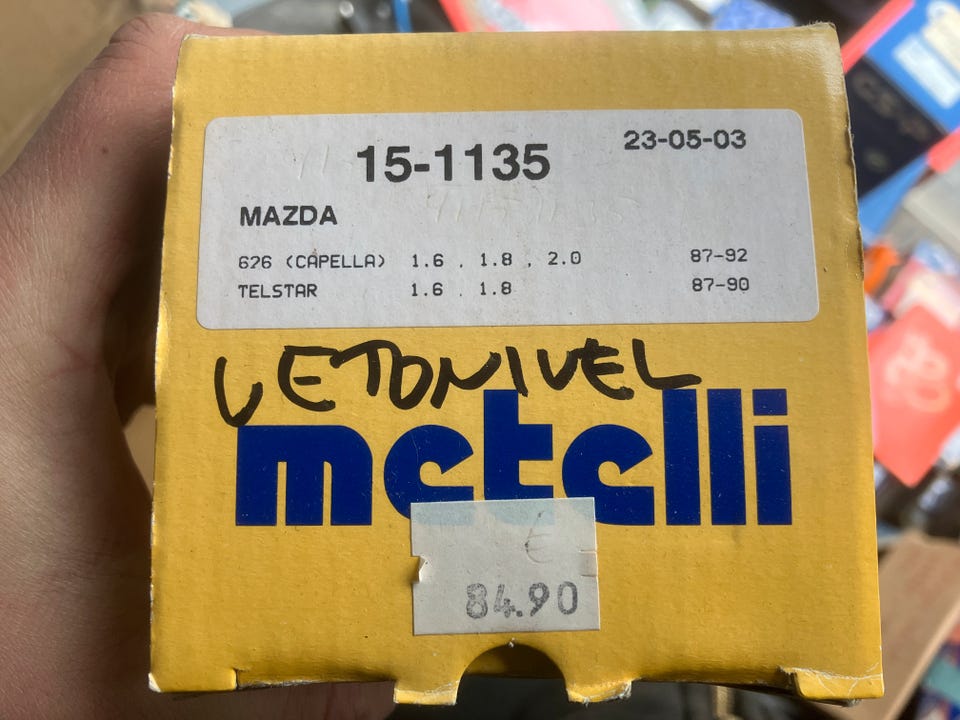 15-1135
23-05-03
MAZDA
626 (CAPELLA) 1.6 , 1.8 , 2.0 87-92
TELSTAR 1.6 , 1.8 87-90
VETONIVEL
metelli
€
84.90